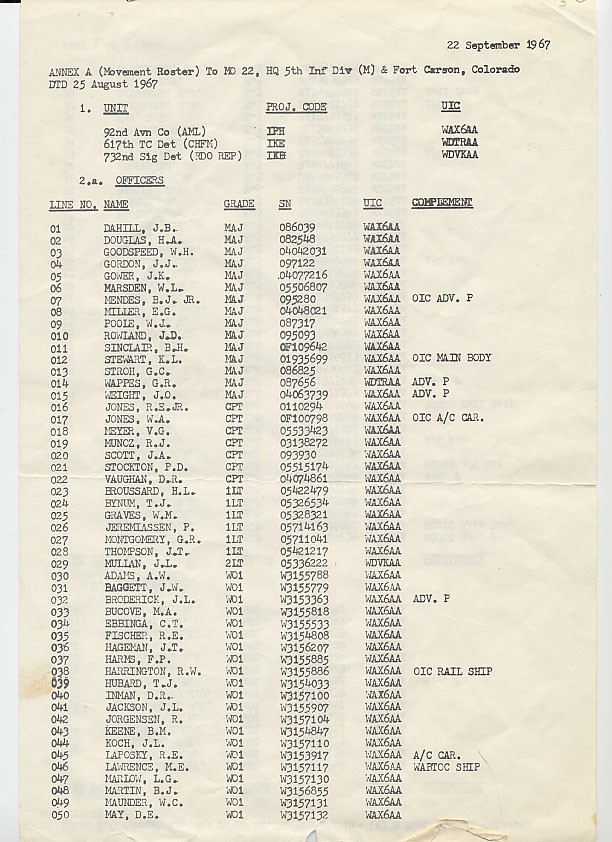 22 September 1967
ANNEX A (Movement Roster) To MO 22, HQ 5th Inf Div (M) & Fort Carson, Colorado
DTD 25 August 1967
1. UNIT PROJ. CODE UIC
92nd Avn Co (AML) IPH WAX6AA
617th TC Det (CHFM) IKE WDTRAA
732nd Sig Det (RDO REP) IKH WDVKAA
2.a. OFFICERS
LINE NO. NAME GRADE SN UIC COMPLEMENT
01 DAHILL, J.B. MAJ 086039 WAX6AA
02 DOUGLAS, H.A. MAJ 082548 WAX6AA
03 GOODSPEED, W.H. MAJ 04042031 WAX6AA
04 GORDON, J.J. MAJ 097122 WAX6AA
05 GOWER, J.K. MAJ .04077216 WAX6AA
06 MARSDEN, W.L. MAJ 05506807 WAX6AA
07 MENDES, B.J. JR. MAJ 095280 WAX6AA OIC ADV. P
08 MILLER, E.G. MAJ 04048021 WAX6AA
09 POOLE, W.J. MAJ 087317 WAX6AA
010 ROWLAND, J.D. MAJ 095093 WAX6AA
011 SINCLAIR, B.H. MAJ OF109642 WAX6AA
012 STEWART, K.L. MAJ 01935699 WAX6AA OIC MAIN BODY
013 STROH, G.C. MAJ 086825 WAX6AA
014 WAPPES, G.R. MAJ 087656 WDTRAA ADV. P
015 WEIGHT, J.O. MAJ 04063739 WAX6AA ADV. P
016 JONES, R.E.JR. CPT 0110294 WAX6AA
017 JONES, W.A. CPT OF100798 WAX6AA OIC A/C CAR.
018 MEYER, V.G. CPT 05533423 WAX6AA
019 MUNOZ, R.J. CPT 03138272 WAX6AA
020 SCOTT, J.A. CPT 093930 WAX6AA
021 STOCKTON, P.D. CPT 05515174 WAX6AA
022 VAUGHAN, D.R. CPT 04074861 WAX6AA
023 BROUSSARD, H.L. 1LT 05422479 WAX6AA
024 BYNUM, T.J. 1LT 05326534 WAX6AA
025 GRAVES, W.M. 1LT 05328321 WAX6AA
026 JEREMIASSEN, P. 1LT 05714163 WAX6AA
027 MONTGOMERY, G.R. 1LT 05711041 WAX6AA
028 THOMPSON, J.T. 1LT 05421217 WAX6AA
029 MULLAN, J.L. 2LT 05336222 WDVKAA
030 ADAMS, A.W. WO1 W3155788 WAX6AA
031 BAGGETT, J.W. WO1 W3155779 WAX6AA
032 BRODERICK, J.L. WO1 W3153363 WAX6AA ADV. P
033 BUCOVE, M.A. WO1 W3155818 WAX6AA
034 EBBINGA, C.T. WO1 W3155533 WAX6AA
035 FISCHER, R.E. WO1 W3154808 WAX6AA
036 HAGEMAN, J.T. WO1 W3156207 WAX6AA
037 HARMS, F.P. WO1 W3155885 WAX6AA
038 HARRINGTON, R.W. WO1 W3155886 WAX6AA OIC RAIL SHIP
039 HUBARD, T.J. WO1 W3154033 WAX6AA
040 INMAN, D.R. WO1 W3157100 WAX6AA
041 JACKSON, J.L. WO1 W3155907 WAX6AA
042 JORGENSEN, R. WO1 W3157104 WAX6AA
043 KEENE, B.M. WO1 W3154847 WAX6AA
044 KOCH, J.L. WO1 W3157110 WAX6AA
045 LAPOSKY, R.E. WO1 W3153917 WAX6AA A/C CAR.
046 LAWRENCE, M.E. WO1 W3157117 WAX6AA WABTOC SHIP
047 MARLOW, L.G. WO1 W3157130 WAX6AA
048 MARTIN, B.J. WO1 W3156855 WAX6AA
049 MAUNDER, W.C. WO1 W3157131 WAX6AA
050 MAY, D.E. WO1 W3157132 WAX6AA